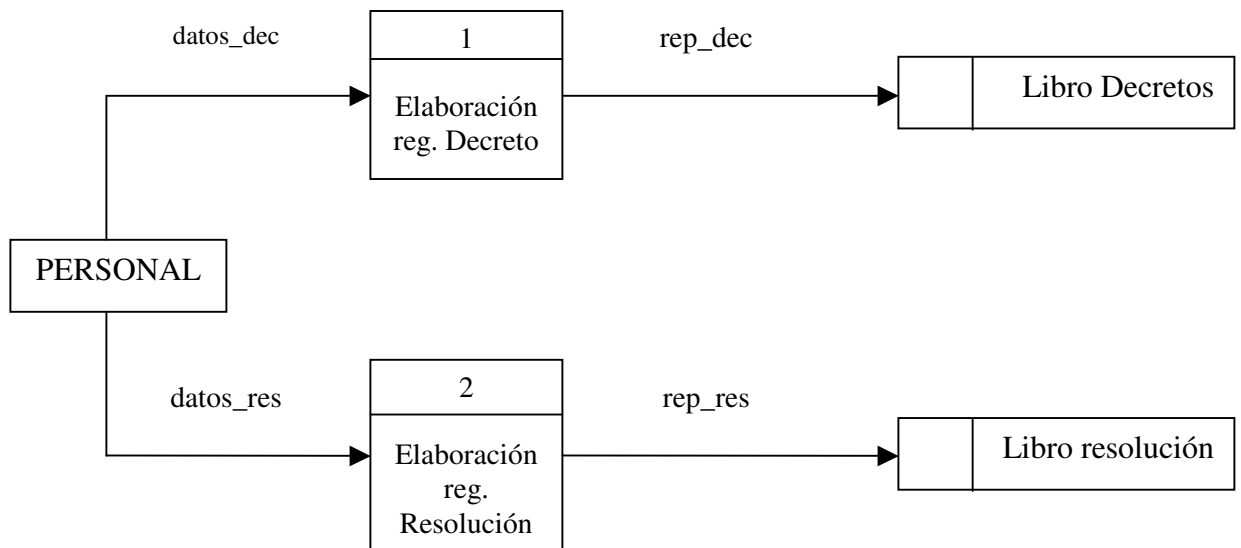 datos_dec
1
rep_dec
Elaboración
reg. Decreto
Libro Decretos
PERSONAL
datos_res
2
rep_res
Elaboración
reg.
Resolución
Libro resolución